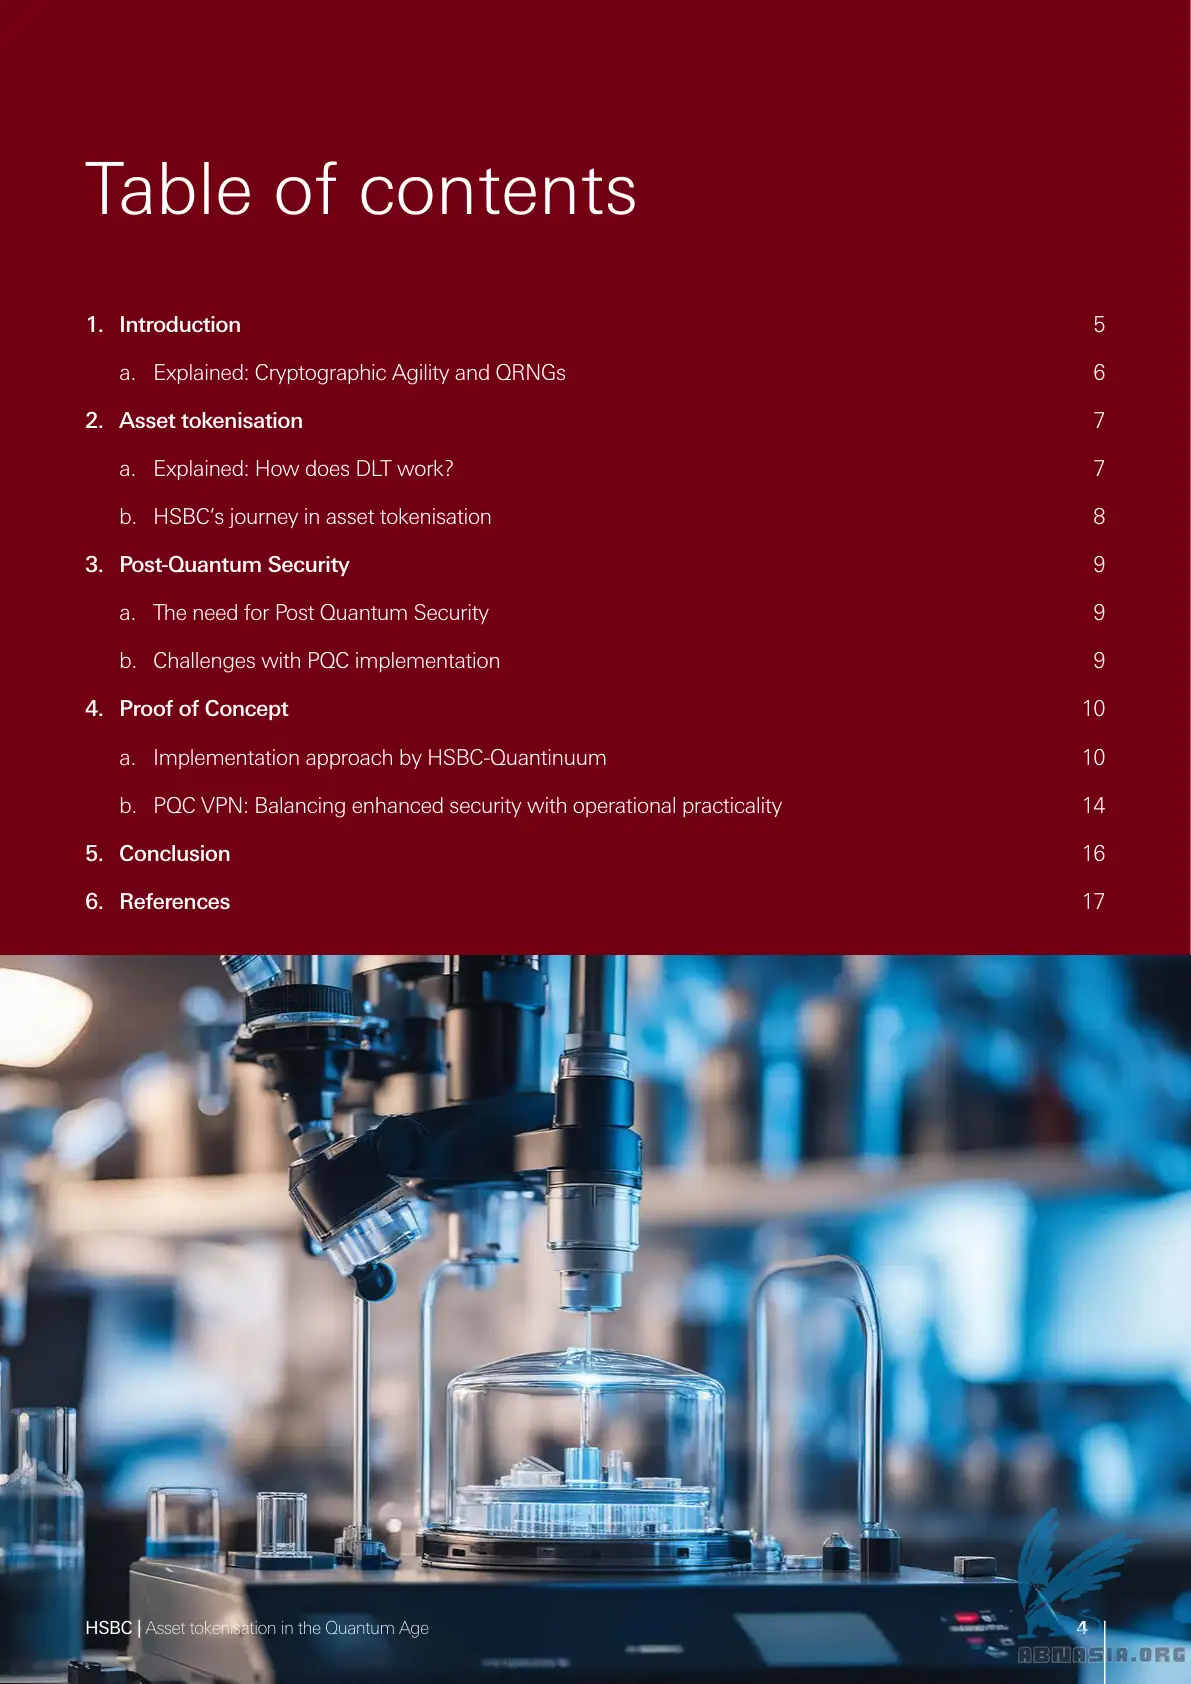 Table of contents
1. Introduction 5
a. Explained: Cryptographic Agility and QRNGs 6
2. Asset tokenisation 7
a. Explained: How does DLT work? 7
b. HSBC’s journey in asset tokenisation 8
3. Post-Quantum Security 9
a. The need for Post Quantum Security 9
b. Challenges with PQC implementation 9
4. Proof of Concept 10
a. Implementation approach by HSBC-Quantinuum 10
b. PQC VPN: Balancing enhanced security with operational practicality 14
5. Conclusion 16
6. References 17
HSBC | Asset tokenisation in the Quantum Age 4
ABNASIA.ORG